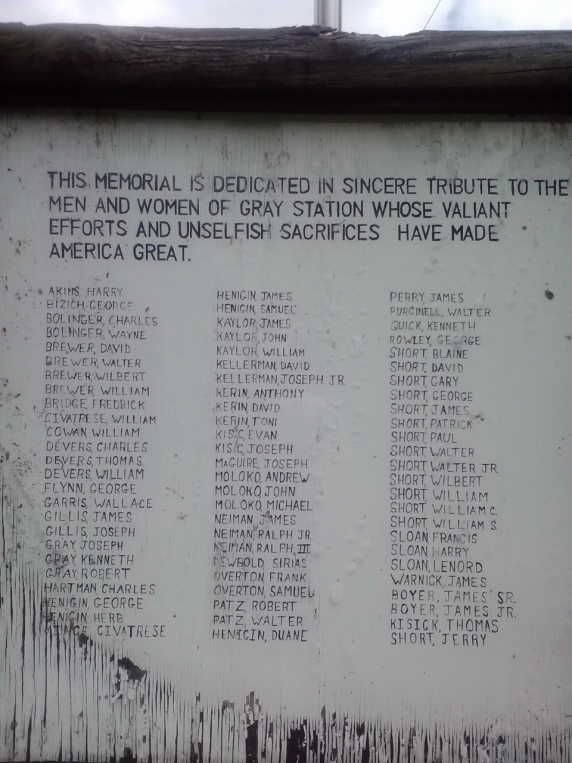 THIS MEMORIAL IS DEDICATED IN SINCERE TRIBUTE TO THE
MEN AND WOMEN OF GRAY STATION WHOSE VALIANT
EFFORTS AND UNSELFISH SACRIFICES HAVE MADE
AMERICA GREAT.
AKINS, HARRY
BIZICH, GEORGE
BOLINGER, CHARLES
BOLINGER, WAYNE
BREWER, DAVID
BREWER, WALTER
BREWER, WILBERT
BREWER, WILLIAM
BRIDGE, FREDRICK
CIVATRESE, WILLIAM
COWAN, WILLIAM
DEVERS, CHARLES
DEVERS, THOMAS
DEVERS, WILLIAM
FLYNN, GEORGE
GARRIS, WALLACE
GILLIS, JAMES
GILLIS, JOSEPH
GRAY JOSEPH
GRAY KENNETH
GRAY ROBERT
HARTMAN CHARLES
HENIGIN, GEORGE
HENIGIN, HERB
CIVATRESE
HENIGIN, JAMES
HENIGIN, SAMUEL
KAYLOR, JAMES
KAYLOR, JOHN
KAYLOR, WILLIAM
KELLERMAN, DAVID
KELLERMAN, JOSEPH JR.
KERIN, ANTHONY
KERIN, DAVID
KERIN, TONI
KISIC, EVAN
KISIC, JOSEPH
McGUIRE, JOSEPH
MOLOKO, ANDREW
MOLOKO, JOHN
MOLOKO, MICHAEL
NEIMAN, JAMES
NEIMAN, RALPH JR.
NEIMAN, RALPH, III
NEWBOLD, SIRIAS
OVERTON, FRANK
OVERTON, SAMUEL
PATZ, ROBERT
PATZ, WALTER
HENIGIN, DUANE
PERRY, JAMES
PURCINELL, WALTER
QUICK, KENNETH
ROWLEY, GEORGE
SHORT, BLAINE
SHORT, DAVID
SHORT, GARY
SHORT, GEORGE
SHORT, JAMES
SHORT, PATRICK
SHORT, PAUL
SHORT, WALTER
SHORT, WALTER JR.
SHORT, WILBERT
SHORT, WILLIAM
SHORT, WILLIAM C.
SHORT, WILLIAM S.
SLOAN, FRANCIS
SLOAN, HARRY
SLOAN, LENORD
WARNICK, JAMES
BOYER, JAMES SR.
BOYER, JAMES JR.
KISICK, THOMAS
SHORT, JERRY